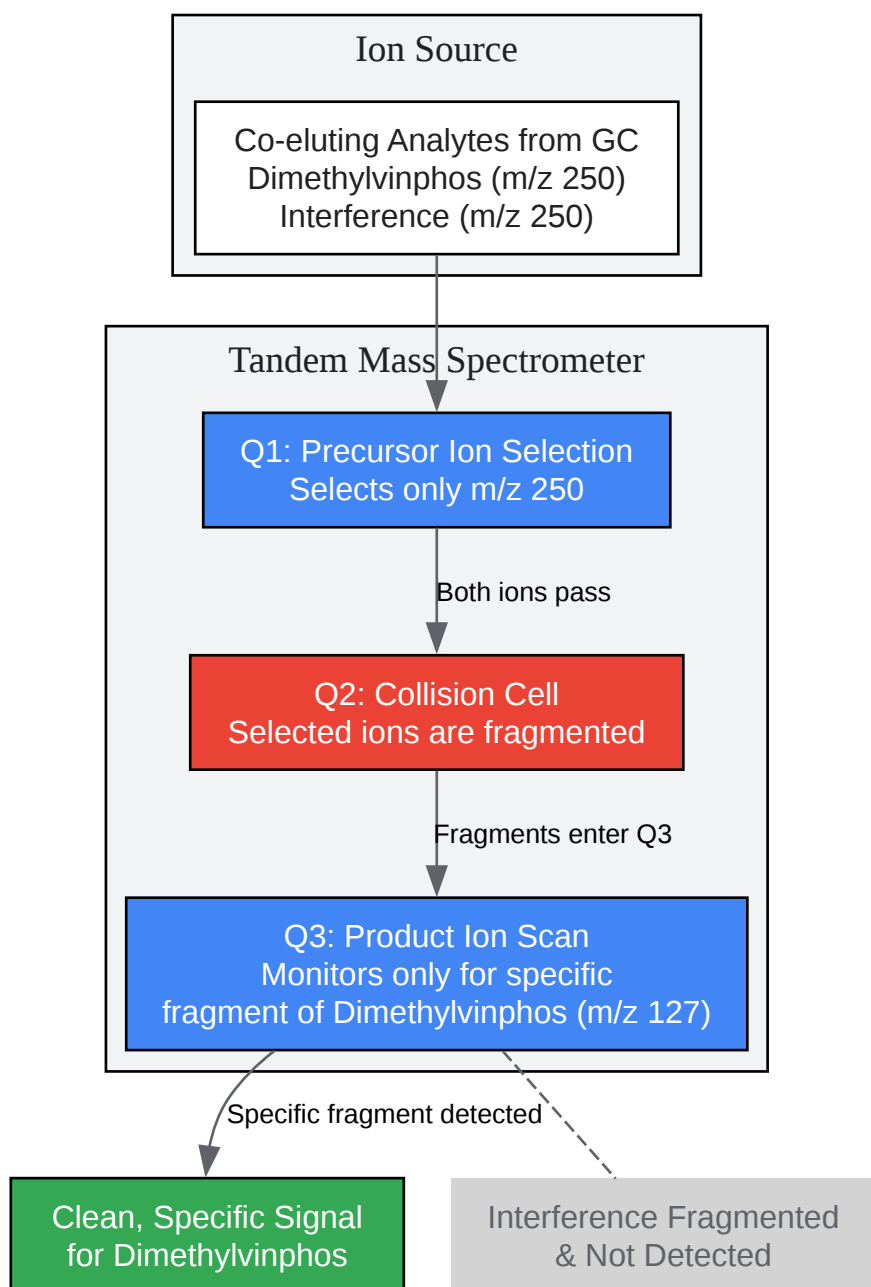 Ion Source
Co-eluting Analytes from GC
Dimethylvinphos (m/z 250)
Interference (m/z 250)
Tandem Mass Spectrometer
Q1: Precursor Ion Selection
Selects only m/z 250
Both ions pass
Q2: Collision Cell
Selected ions are fragmented
Fragments enter Q3
Q3: Product Ion Scan
Monitors only for specific
fragment of Dimethylvinphos (m/z 127)
Specific fragment detected
Clean, Specific Signal
for Dimethylvinphos
Interference Fragmented
& Not Detected